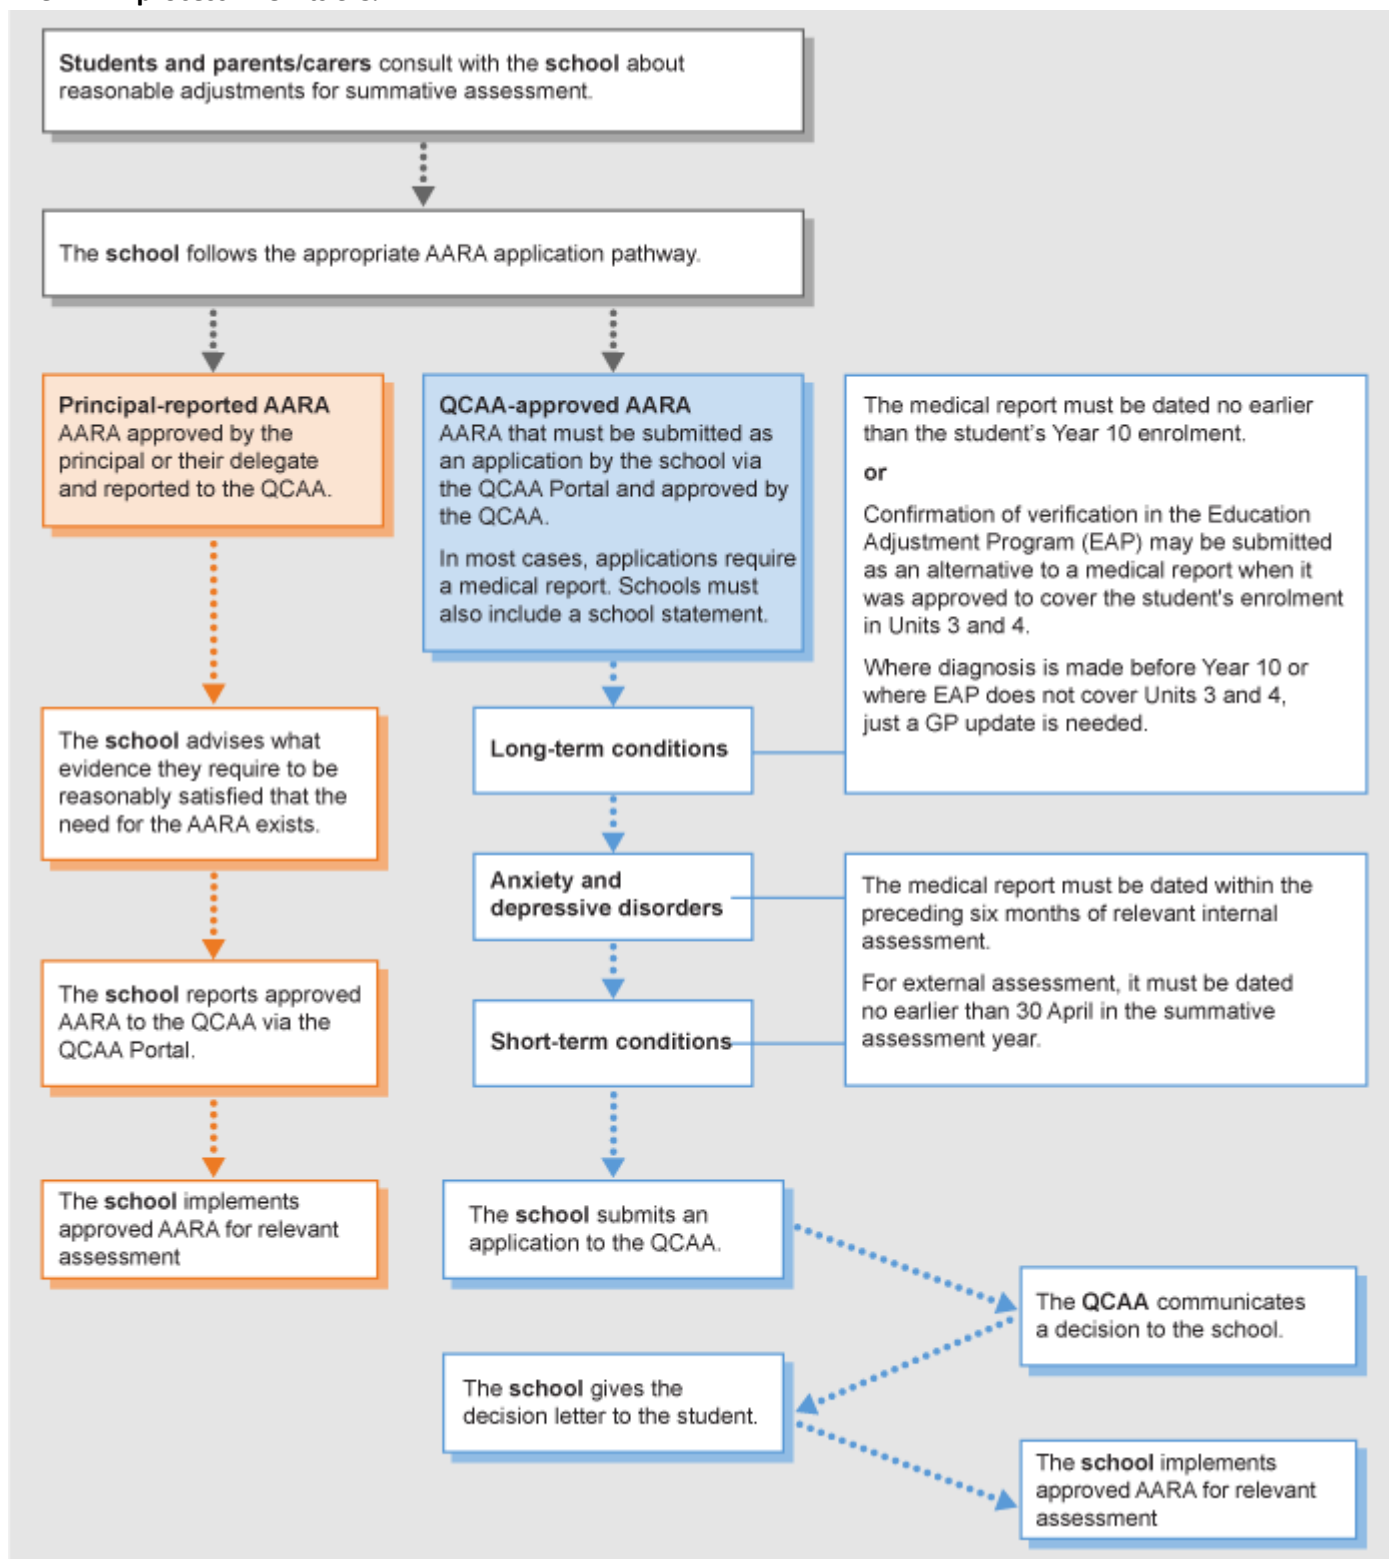 Students and parents/carers consult with the school about
reasonable adjustments for summative assessment.
The school follows the appropriate AARA application pathway.
Principal-reported AARA
AARA approved by the
principal or their delegate
and reported to the QCAA.
QCAA-approved AARA
AARA that must be submitted as
an application by the school via
the QCAA Portal and approved by
the QCAA.
In most cases, applications require
a medical report. Schools must
also include a school statement.
The medical report must be dated no earlier
than the student's Year 10 enrolment.
or
Confirmation of verification in the Education
Adjustment Program (EAP) may be submitted
as an alternative to a medical report when it
was approved to cover the student's enrolment
in Units 3 and 4.
Where diagnosis is made before Year 10 or
where EAP does not cover Units 3 and 4,
just a GP update is needed.
The school advises what
evidence they require to be
reasonably satisfied that the
need for the AARA exists.
Long-term conditions
Anxiety and
depressive disorders
The medical report must be dated within the
preceding six months of relevant internal
assessment.
For external assessment, it must be dated
no earlier than 30 April in the summative
assessment year.
The school reports approved
AARA to the QCAA via the
QCAA Portal.
Short-term conditions
The school implements
approved AARA for relevant
assessment
The school submits an
application to the QCAA.
The QCAA communicates
a decision to the school.
The school gives the
decision letter to the student.
The school implements
approved AARA for relevant
assessment